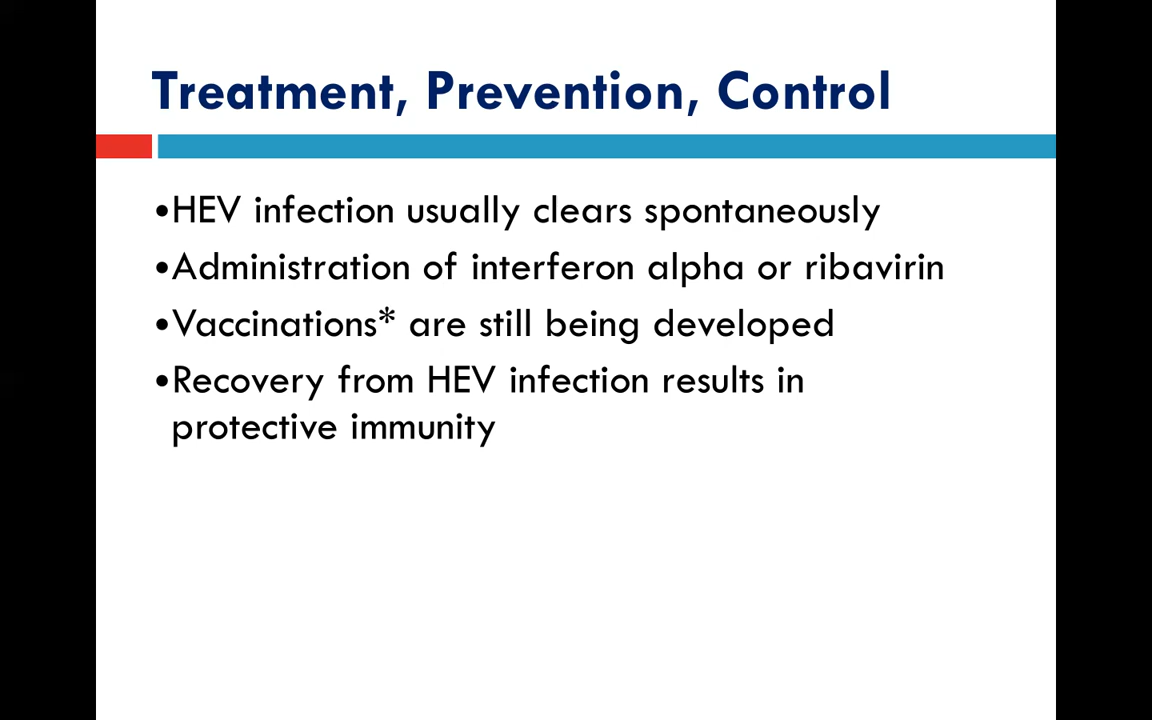 Treatment, Prevention, Control
•HEV infection usually clears spontaneously
•Administration of interferon alpha or ribavirin
•Vaccinations* are still being developed
•Recovery from HEV infection results in
protective immunity